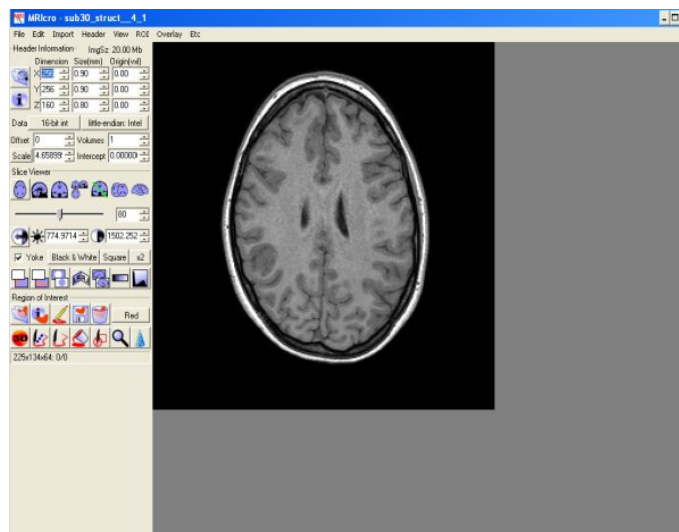 MRIcro - sub30_struct__4_1
File Edit Import Header View ROI Overlay Etc
Header Information ImgSz 20.00 Mb
Dimension Size(mm) Origin(vxl)
X 256 0.90 0.00
Y 256 0.90 0.00
Z 160 0.80 0.00
Data 16-bit int little-endian: Intel
Offset 0 Volumes 1
Scale 4.65899 Intercept 0.00000
Slice Viewer
80
774.9714 1502.252
Yoke Black & White Square x2
Region of Interest
Red
3D
225x134x64: 0/0